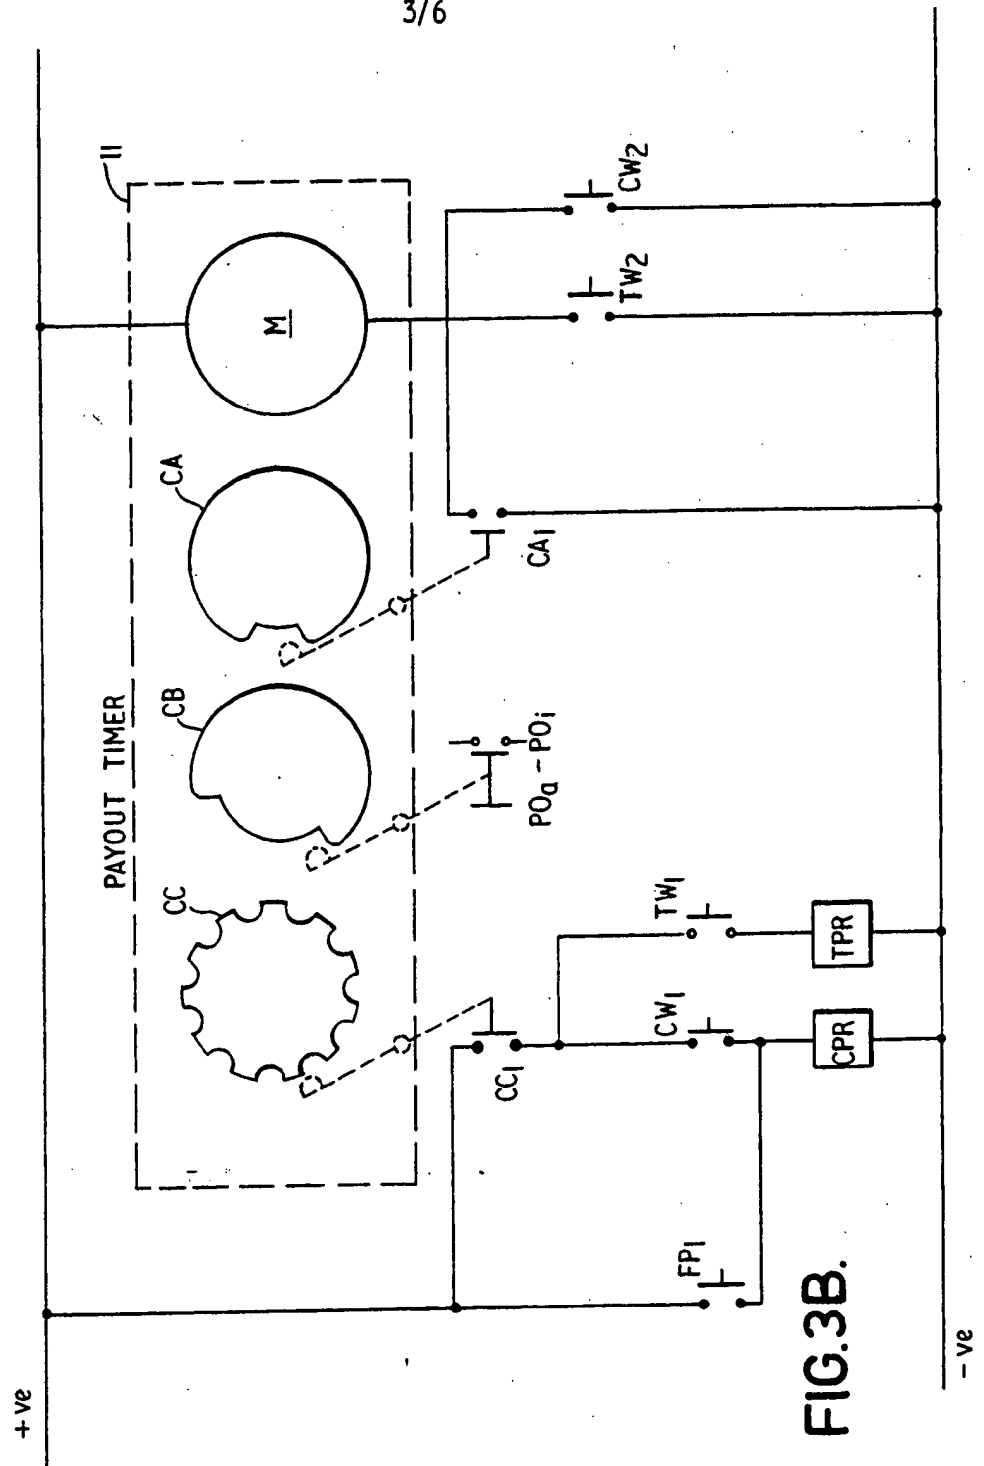 3/6
+ve
PAYOUT TIMER
11
CC
CB
CA
M
CC1
POa - POi
CA1
FP1
CW1
TW1
TW2
CW2
CPR
TPR
-ve
FIG.3B.